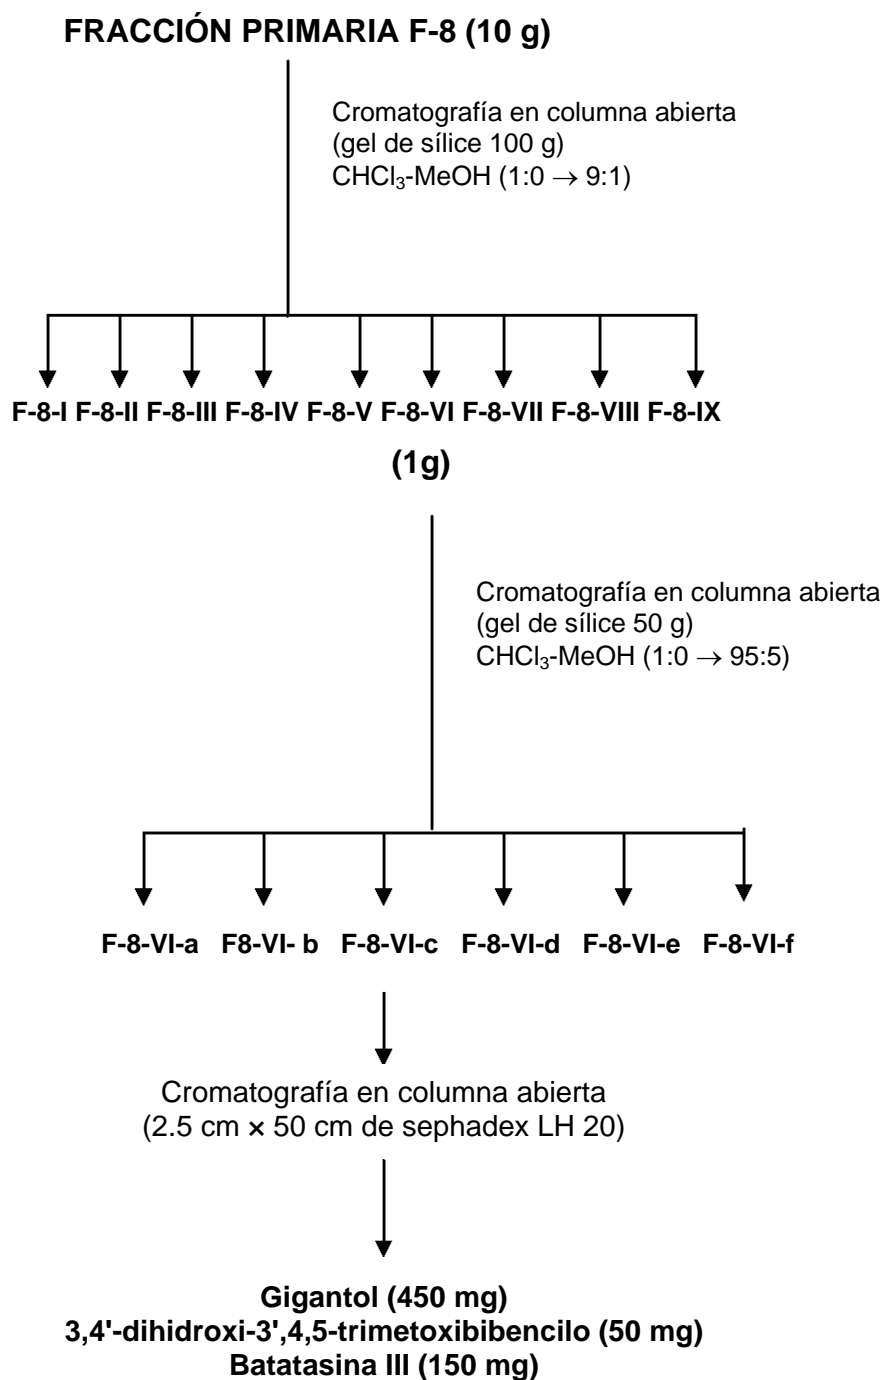 FRACCIÓN PRIMARIA F-8 (10 g)
Cromatografía en columna abierta
(gel de sílice 100 g)
CHCl₃-MeOH (1:0 → 9:1)
F-8-I F-8-II F-8-III F-8-IV F-8-V F-8-VI F-8-VII F-8-VIII F-8-IX
(1g)
Cromatografía en columna abierta
(gel de sílice 50 g)
CHCl₃-MeOH (1:0 → 95:5)
F-8-VI-a F8-VI- b F-8-VI-c F-8-VI-d F-8-VI-e F-8-VI-f
Cromatografía en columna abierta
(2.5 cm × 50 cm de sephadex LH 20)
Gigantol (450 mg)
3,4'-dihidroxi-3',4,5-trimetoxibibencilo (50 mg)
Batatasina III (150 mg)